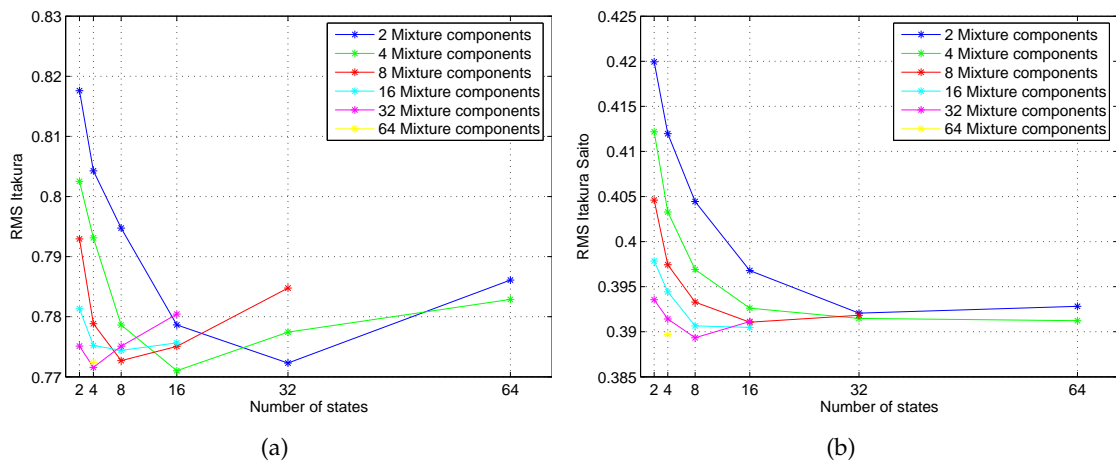 0.83
0.82
0.81
0.8
0.79
0.78
0.77
RMS Itakura
2 4 8 16 32 64
Number of states
2 Mixture components
4 Mixture components
8 Mixture components
16 Mixture components
32 Mixture components
64 Mixture components
(a)
0.425
0.42
0.415
0.41
0.405
0.4
0.395
0.39
0.385
RMS Itakura Saito
2 4 8 16 32 64
Number of states
2 Mixture components
4 Mixture components
8 Mixture components
16 Mixture components
32 Mixture components
64 Mixture components
(b)